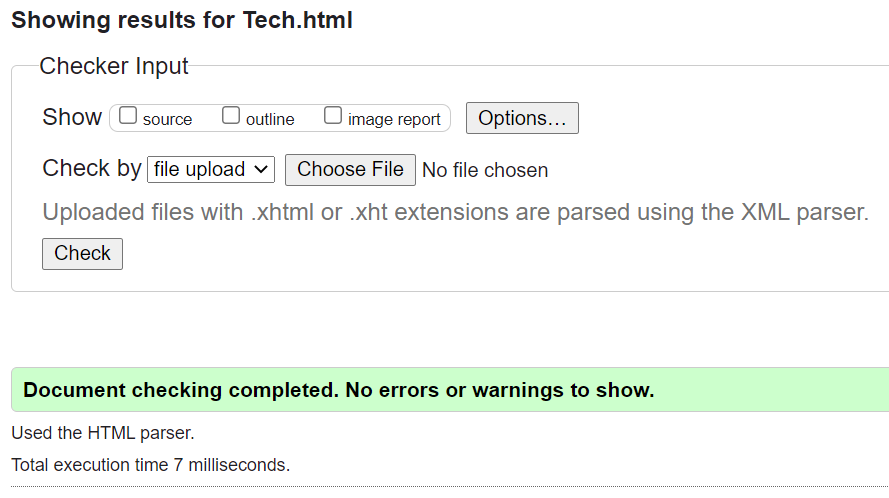 Showing results for Tech.html
Checker Input
Show source outline image report Options…
Check by file upload Choose File No file chosen
Uploaded files with .xhtml or .xht extensions are parsed using the XML parser.
Check
Document checking completed. No errors or warnings to show.
Used the HTML parser.
Total execution time 7 milliseconds.